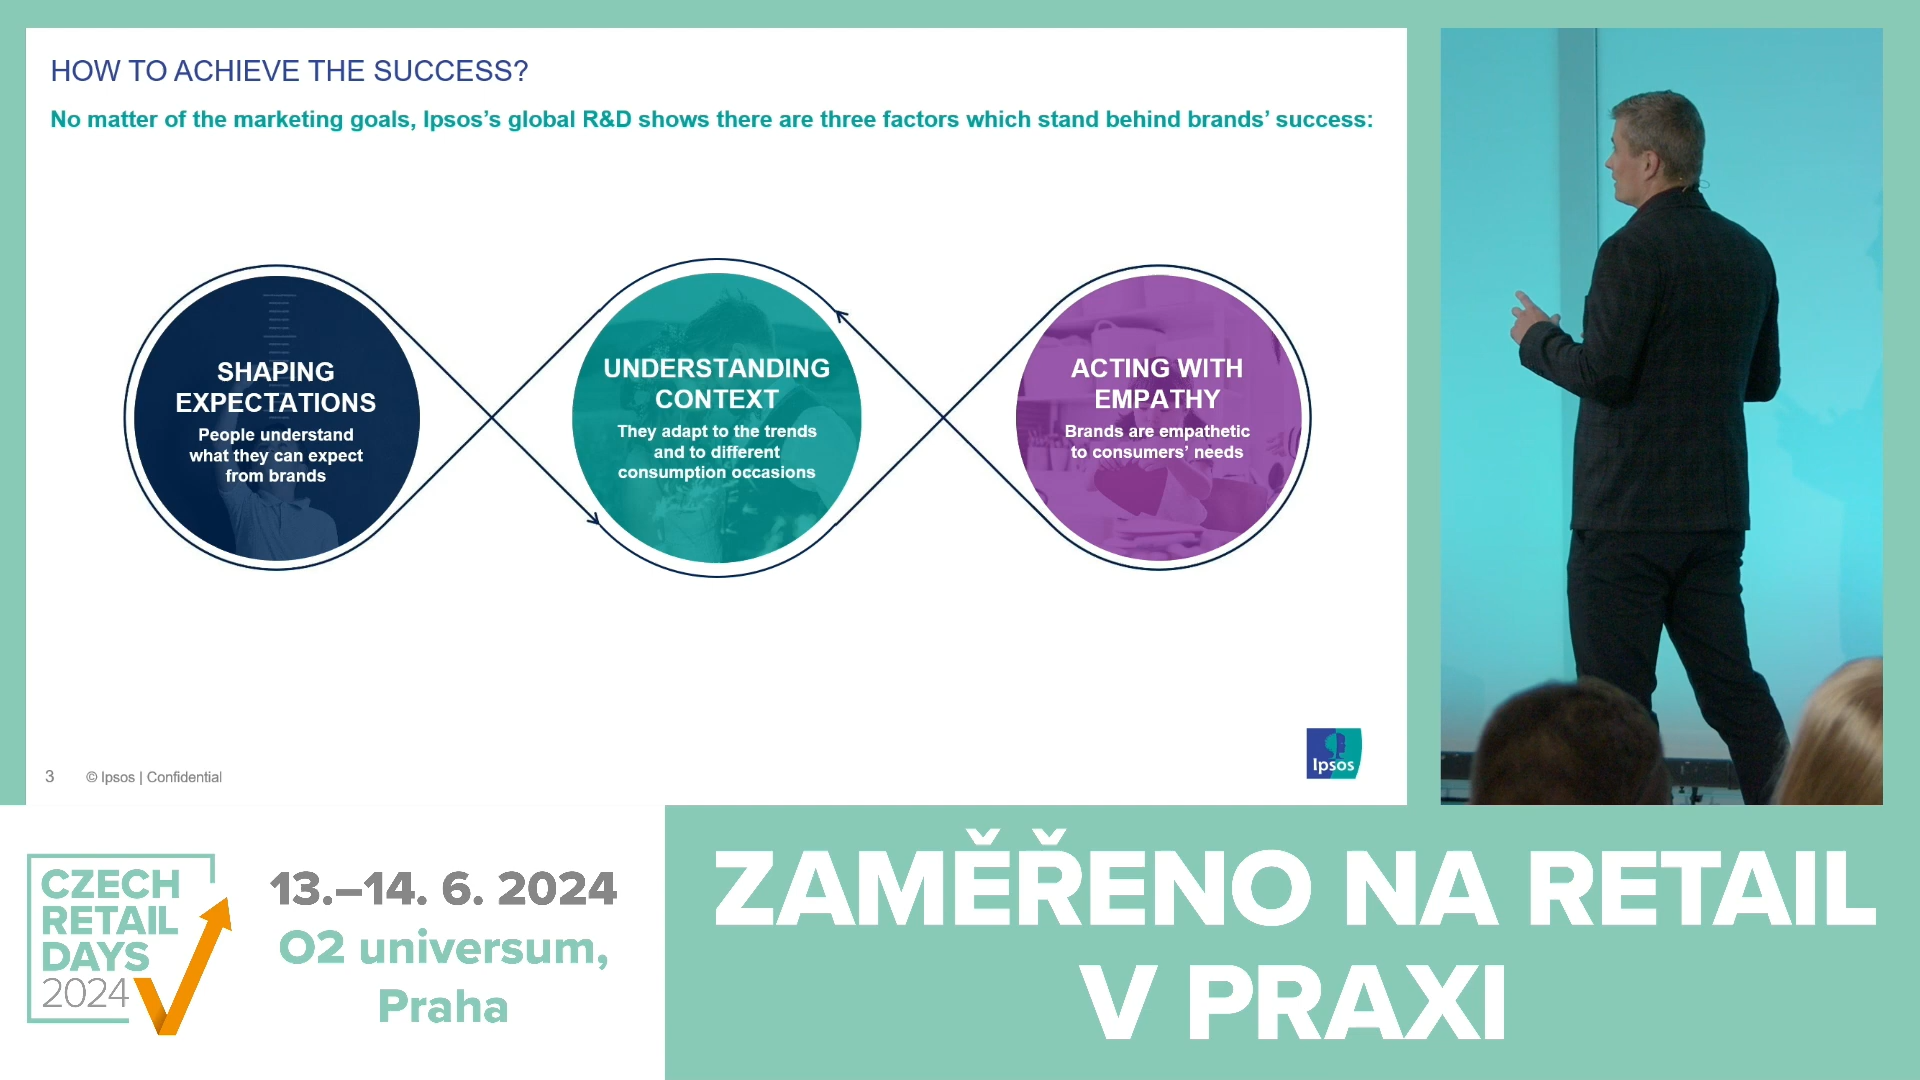 HOW TO ACHIEVE THE SUCCESS?
No matter of the marketing goals, Ipsos’s global R&D shows there are three factors which stand behind brands’ success:
SHAPING
EXPECTATIONS
People understand
what they can expect
from brands
UNDERSTANDING
CONTEXT
They adapt to the trends
and to different
consumption occasions
ACTING WITH
EMPATHY
Brands are empathetic
to consumers’ needs
Ipsos
3 © Ipsos | Confidential
CZECH
RETAIL
DAYS
2024
13.–14. 6. 2024
O2 universum,
Praha
ZAMĚŘENO NA RETAIL
V PRAXI